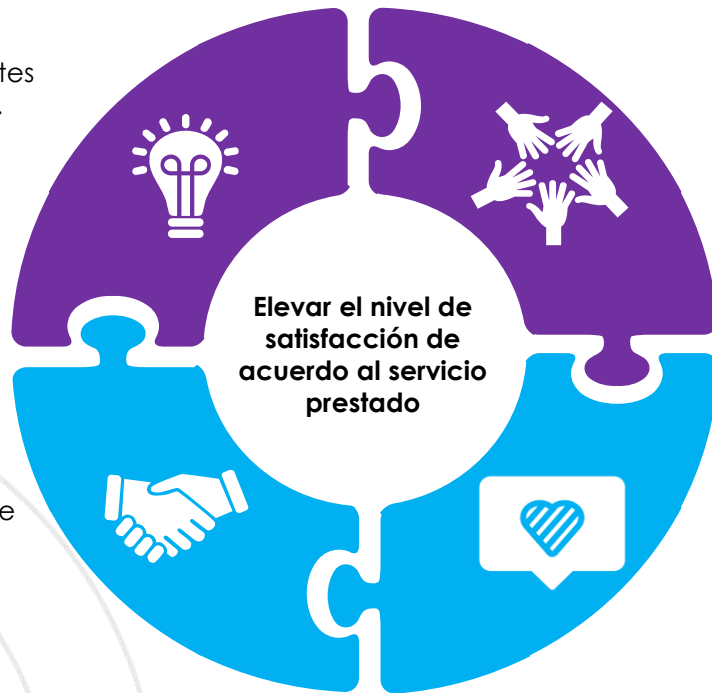 Elevar el nivel de
satisfacción de
acuerdo al servicio
prestado